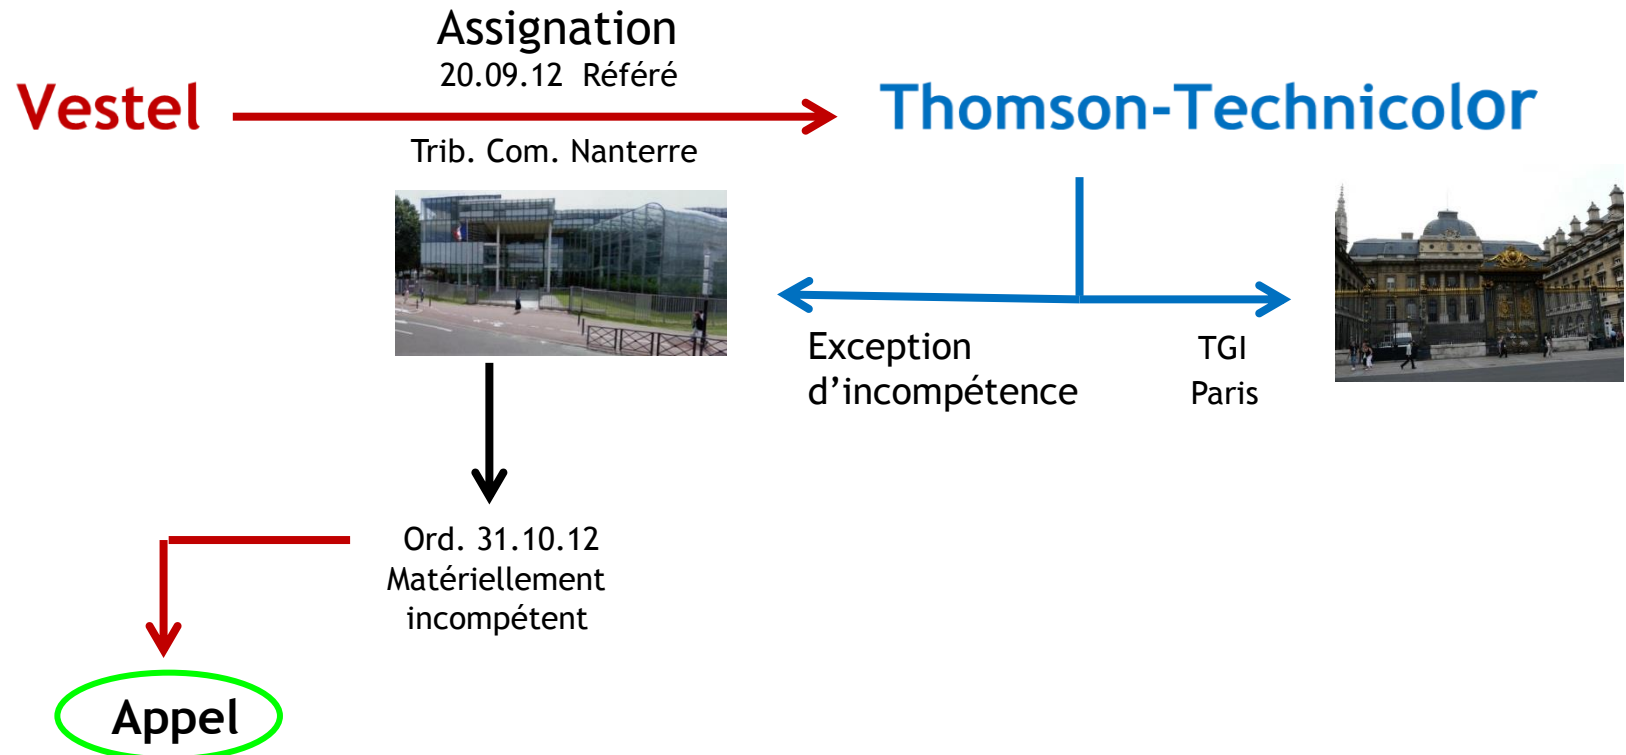 Assignation
20.09.12 Référé
Vestel
Thomson-Technicolor
Trib. Com. Nanterre
Exception
d’incompétence
TGI
Paris
Ord. 31.10.12
Matériellement
incompétent
Appel